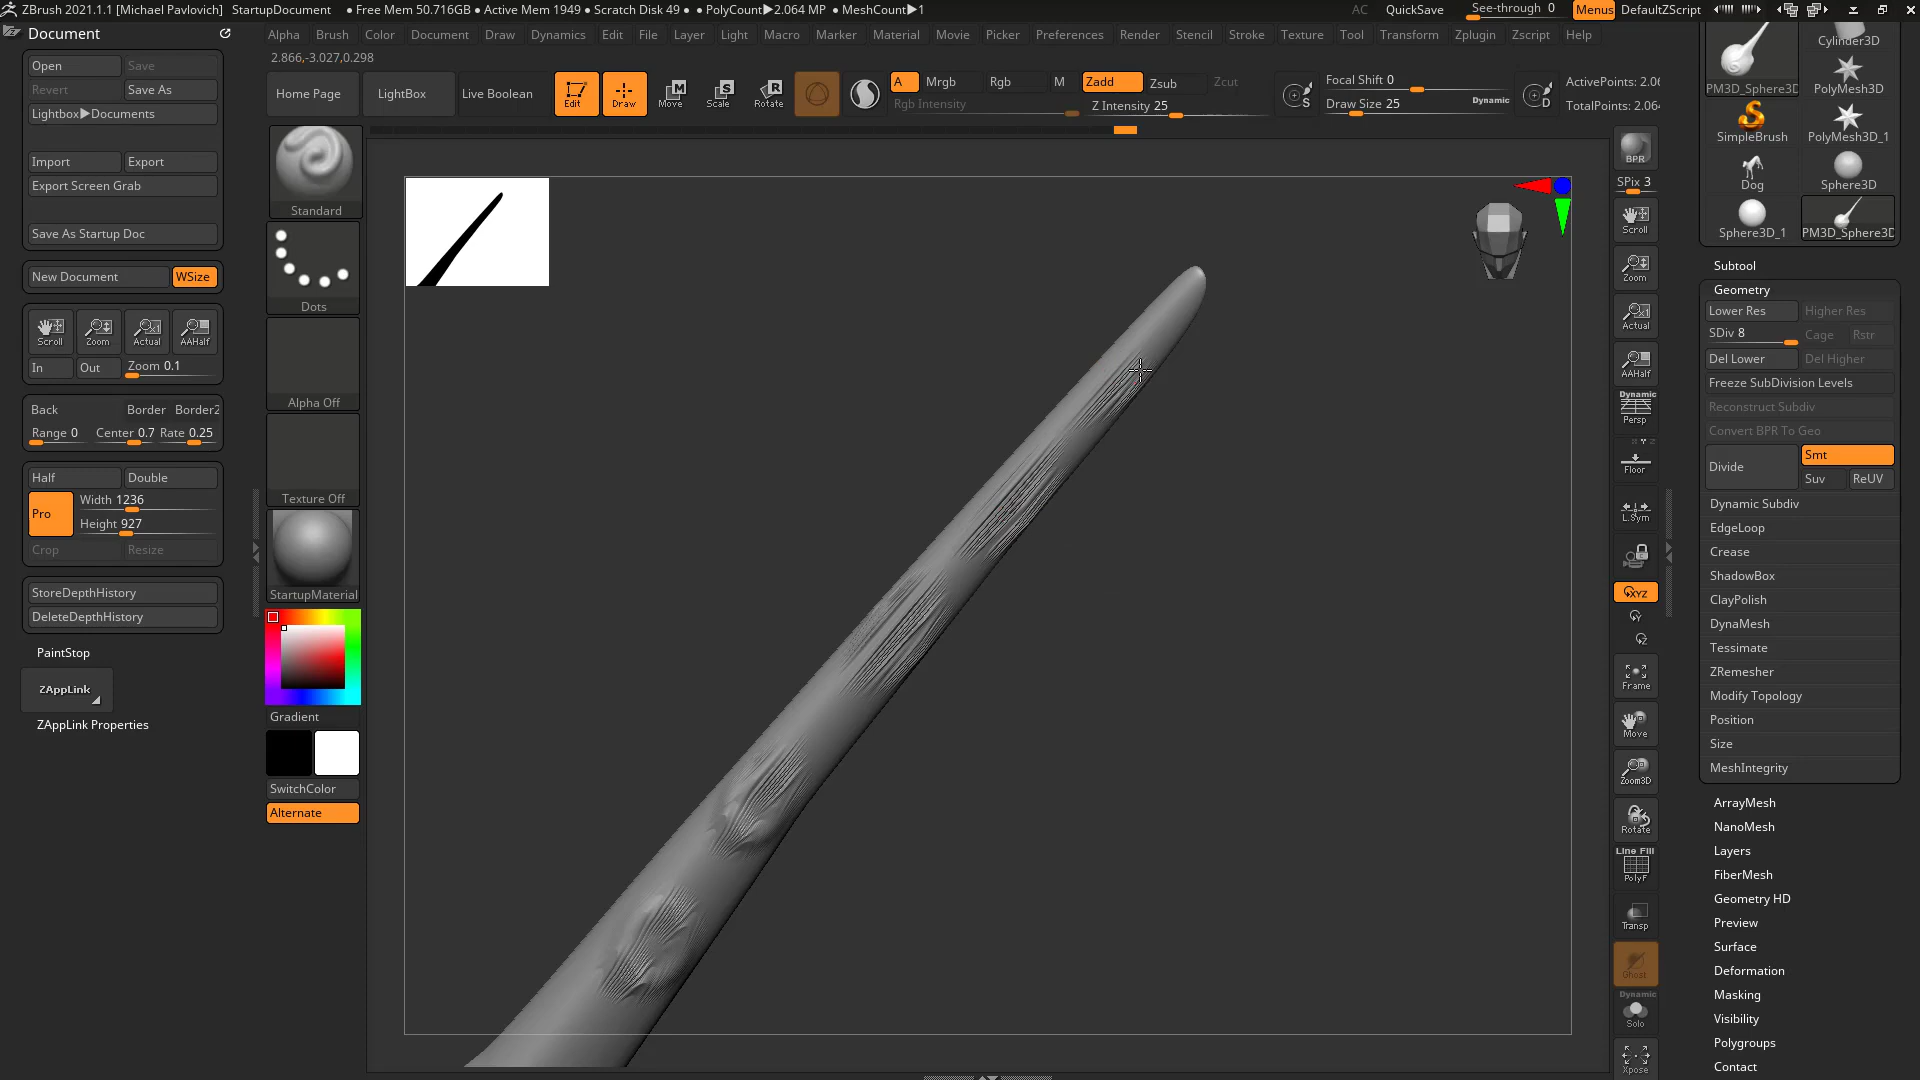 ZBrush 2021.1.1 [Michael Pavlovich] StartupDocument ● Free Mem 50.716GB ● Active Mem 1949 ● Scratch Disk 49 ● ● PolyCount▶2.064 MP ● MeshCount▶1 AC QuickSave See-through 0 Menus DefaultZScript
Document
Alpha Brush Color Document Draw Dynamics Edit File Layer Light Macro Marker Material Movie Picker Preferences Render Stencil Stroke Texture Tool Transform Zplugin Zscript Help
2.866,-3.027,0.298
Home Page LightBox Live Boolean Edit Draw Move Scale Rotate A Mrgb Rgb M Zadd Zsub Zcut
Rgb Intensity Z Intensity 25
Focal Shift 0
Draw Size 25 Dynamic
ActivePoints: 2.06
TotalPoints: 2.064
Open Save
Revert Save As
Lightbox▶Documents
Import Export
Export Screen Grab
Save As Startup Doc
New Document WSize
Scroll Zoom Actual AAHalf
In Out Zoom 0.1
Back Border Border2
Range 0 Center 0.7 Rate 0.25
Half Double
Pro Width 1236
Height 927
Crop Resize
StoreDepthHistory
DeleteDepthHistory
PaintStop
ZAppLink
ZAppLink Properties
Standard
Dots
Alpha Off
Texture Off
StartupMaterial
Gradient
SwitchColor
Alternate
BPR
SPix 3
Scroll
Zoom
Actual
AAHalf
Dynamic
Persp
Floor
L.Sym
XYZ
Y
Z
Frame
Move
Zoom3D
Rotate
Line Fill
PolyF
Transp
Ghost
Dynamic
Solo
Xpose
Cylinder3D
PM3D_Sphere3D PolyMesh3D
SimpleBrush PolyMesh3D_1
Dog Sphere3D
Sphere3D_1 PM3D_Sphere3D
Subtool
Geometry
Lower Res Higher Res
SDiv 8 Cage Rstr
Del Lower Del Higher
Freeze SubDivision Levels
Reconstruct Subdiv
Convert BPR To Geo
Divide Smt
Suv ReUV
Dynamic Subdiv
EdgeLoop
Crease
ShadowBox
ClayPolish
DynaMesh
Tessimate
ZRemesher
Modify Topology
Position
Size
MeshIntegrity
ArrayMesh
NanoMesh
Layers
FiberMesh
Geometry HD
Preview
Surface
Deformation
Masking
Visibility
Polygroups
Contact